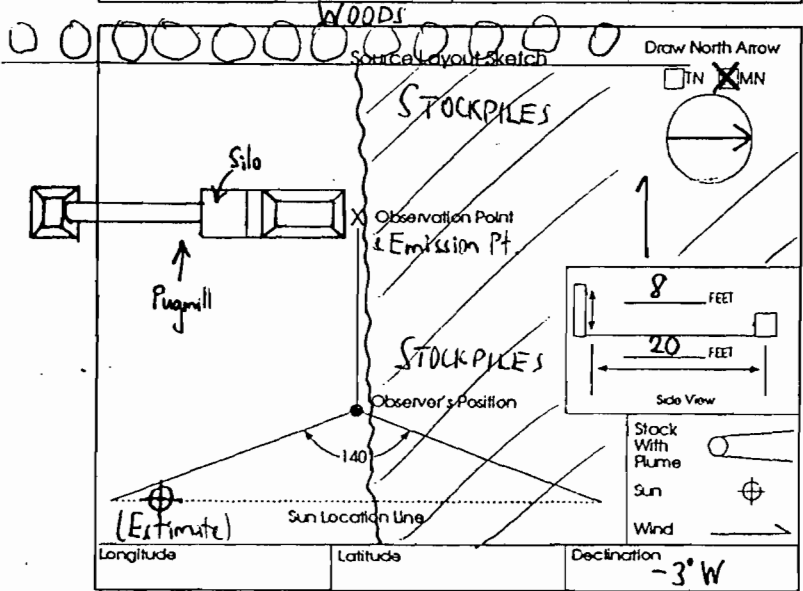 WOODS
Source Layout Sketch
Draw North Arrow
TN X MN
STOCKPILES
Silo
X Observation Point
& Emission Pt.
Pugmill
8 FEET
20 FEET
Side View
STOCKPILES
Observer's Position
140
Stack
With
Plume
Sun
(Estimate)
Sun Location Line
Wind
Longitude
Latitude
Declination
-3° W